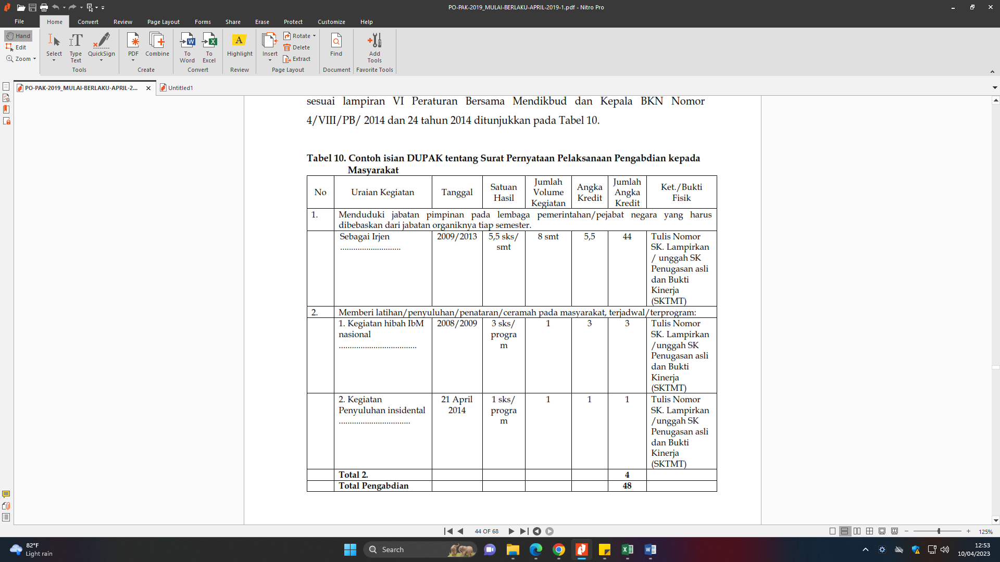 PO-PAK-2019_MULAI-BERLAKU-APRIL-2019-1.pdf - Nitro Pro
File Home Convert Review Page Layout Forms Share Erase Protect Customize Help
Hand
Edit
Zoom
Select
Type Text
QuickSign
Tools
PDF
Combine
Create
To Word
To Excel
Convert
Highlight
Review
Insert
Rotate
Delete
Extract
Page Layout
Find
Document
Add Tools
Favorite Tools
PO-PAK-2019_MULAI-BERLAKU-APRIL-2... Untitled1
sesuai lampiran VI Peraturan Bersama Mendikbud dan Kepala BKN Nomor
4/VIII/PB/ 2014 dan 24 tahun 2014 ditunjukkan pada Tabel 10.
Tabel 10. Contoh isian DUPAK tentang Surat Pernyataan Pelaksanaan Pengabdian kepada
Masyarakat
No
Uraian Kegiatan
Tanggal
Satuan
Hasil
Jumlah
Volume
Kegiatan
Angka
Kredit
Jumlah
Angka
Kredit
Ket./Bukti
Fisik
1. Menduduki jabatan pimpinan pada lembaga pemerintahan/pejabat negara yang harus
dibebaskan dari jabatan organiknya tiap semester.
Sebagai Irjen
............................
2009/2013
5,5 sks/
smt
8 smt
5,5
44
Tulis Nomor
SK. Lampirkan
/ unggah SK
Penugasan asli
dan Bukti
Kinerja
(SKTMT)
2. Memberi latihan/penyuluhan/penataran/ceramah pada masyarakat, terjadwal/terprogram:
1. Kegiatan hibah IbM
nasional
....................................
2008/2009
3 sks/
progra
m
1
3
3
Tulis Nomor
SK. Lampirkan
/unggah SK
Penugasan asli
dan Bukti
Kinerja
(SKTMT)
2. Kegiatan
Penyuluhan insidental
.................................
21 April
2014
1 sks/
progra
m
1
1
1
Tulis Nomor
SK. Lampirkan
/unggah SK
Penugasan asli
dan Bukti
Kinerja
(SKTMT)
Total 2. 4
Total Pengabdian 48
44 OF 68
125%
82°F
Light rain
Search
12:53
10/04/2023